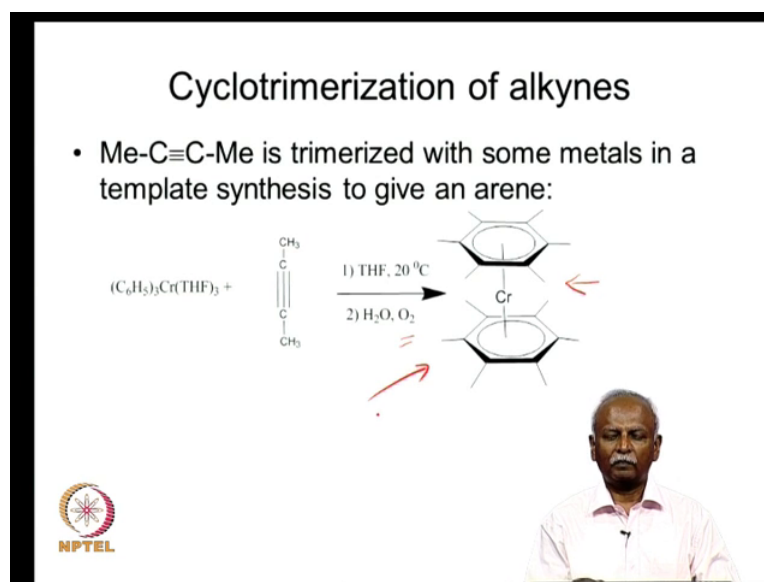 Cyclotrimerization of alkynes
• Me-C≡C-Me is trimerized with some metals in a
template synthesis to give an arene:
(C₆H₅)₃Cr(THF)₃ +
CH₃
C
C
CH₃
1) THF, 20 ⁰C
2) H₂O, O₂
Cr
NPTEL